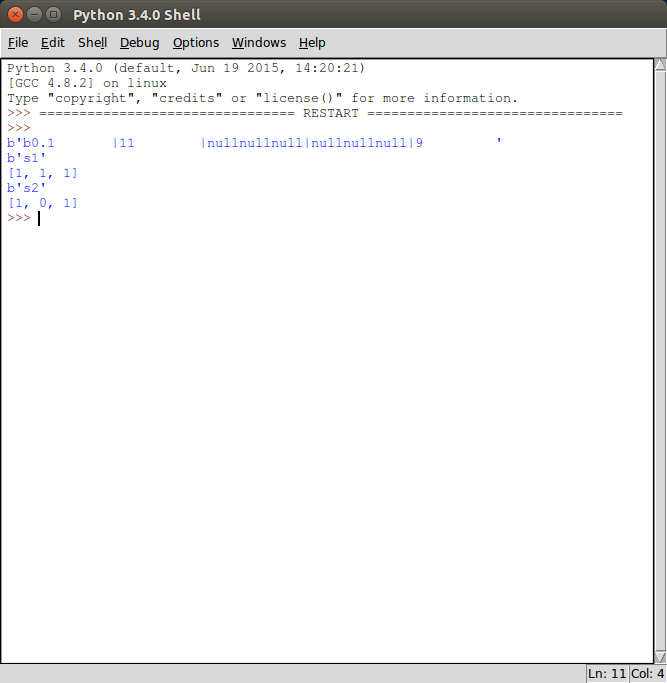 Python 3.4.0 Shell
File Edit Shell Debug Options Windows Help
Python 3.4.0 (default, Jun 19 2015, 14:20:21)
[GCC 4.8.2] on linux
Type "copyright", "credits" or "license()" for more information.
>>> ================================ RESTART ================================
>>>
b'b0.1       |11        |nullnullnull|nullnullnull|9         '
b's1'
[1, 1, 1]
b's2'
[1, 0, 1]
>>>
Ln: 11 Col: 4